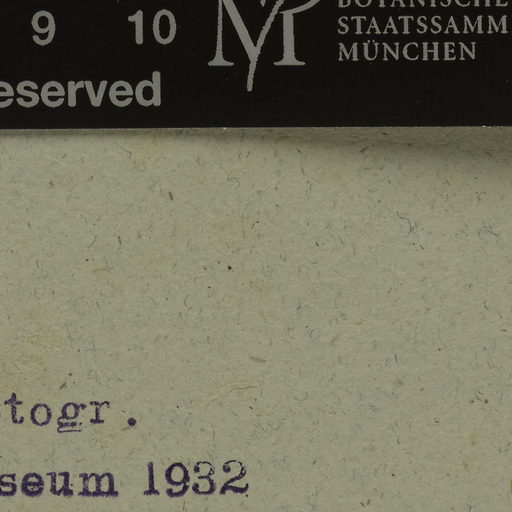 9 10
BOTANISCHE
STAATSSAMM
MÜNCHEN
eserved
togr.
seum 1932